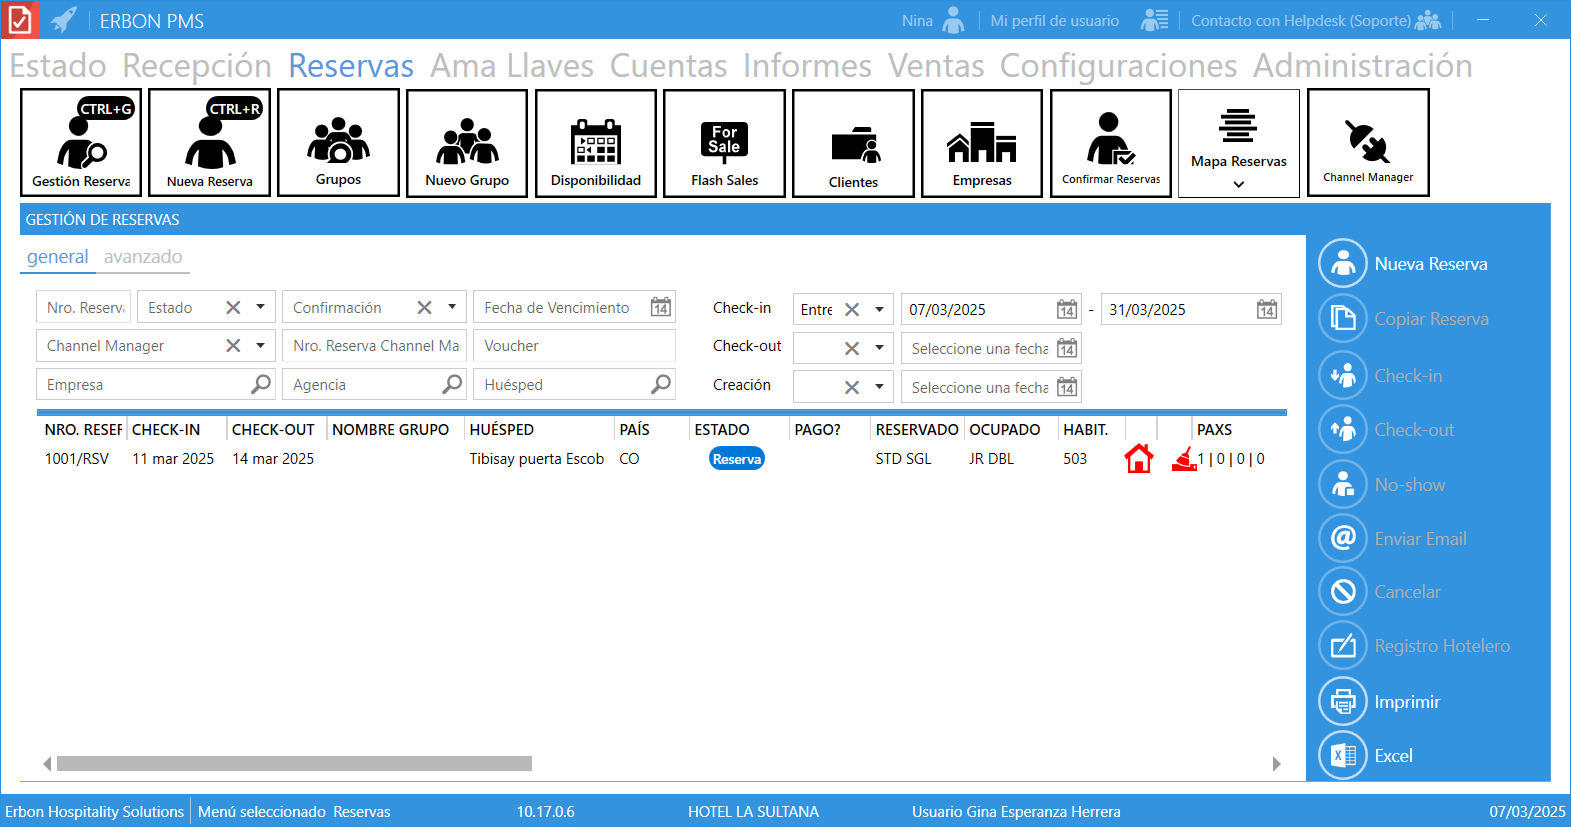 ERBON PMS
Nina
Mi perfil de usuario
Contacto con Helpdesk (Soporte)
Estado Recepción Reservas Ama Llaves Cuentas Informes Ventas Configuraciones Administración
CTRL+G
Gestión Reserva
CTRL+R
Nueva Reserva
Grupos
Nuevo Grupo
Disponibilidad
For Sale
Flash Sales
Clientes
Empresas
Confirmar Reservas
Mapa Reservas
Channel Manager
GESTIÓN DE RESERVAS
general avanzado
Nro. Reserva Estado Confirmación Fecha de Vencimiento 14 Check-in Entre 07/03/2025 14 - 31/03/2025 14
Channel Manager Nro. Reserva Channel Ma Voucher Check-out Seleccione una fecha 14
Empresa Agencia Huésped Creación Seleccione una fecha 14
NRO. RESER CHECK-IN CHECK-OUT NOMBRE GRUPO HUÉSPED PAÍS ESTADO PAGO? RESERVADO OCUPADO HABIT. PAXS
1001/RSV 11 mar 2025 14 mar 2025 Tibisay puerta Escob CO Reserva STD SGL JR DBL 503 1 | 0 | 0 | 0
Nueva Reserva
Copiar Reserva
Check-in
Check-out
No-show
Enviar Email
Cancelar
Registro Hotelero
Imprimir
Excel
Erbon Hospitality Solutions Menú seleccionado Reservas 10.17.0.6 HOTEL LA SULTANA Usuario Gina Esperanza Herrera 07/03/2025